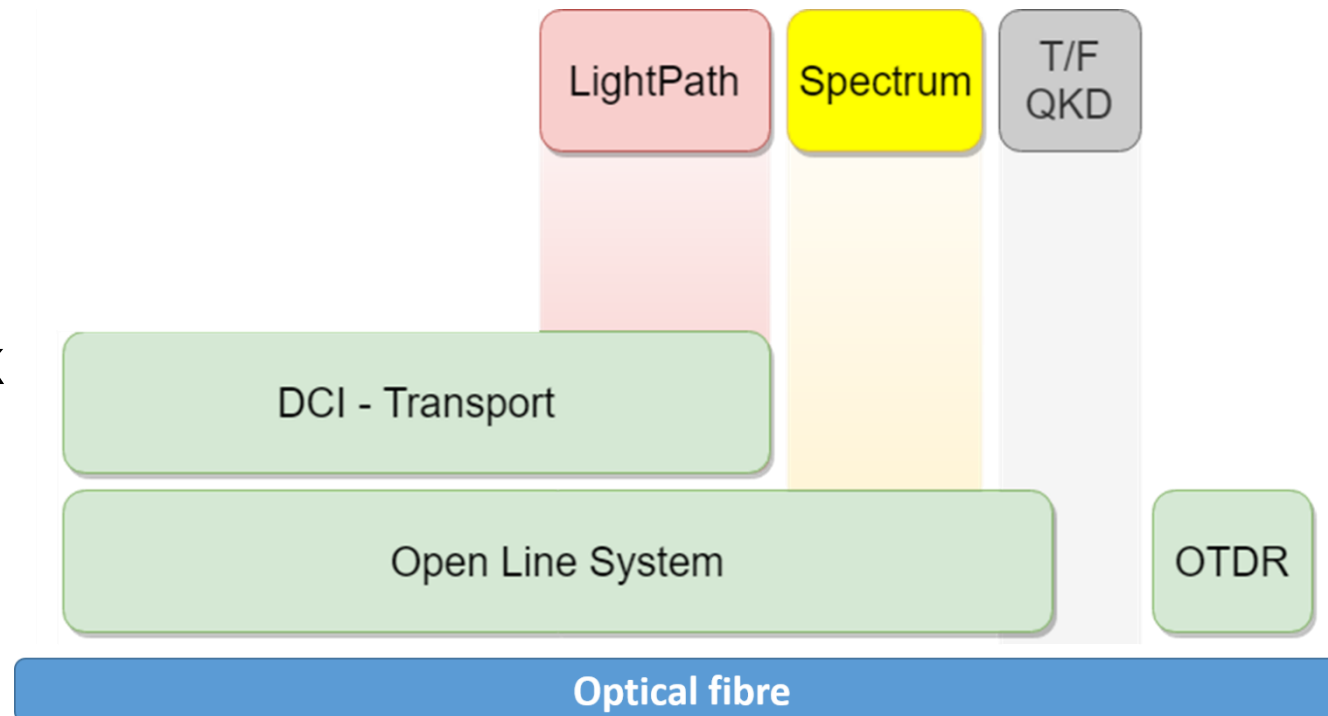 LightPath
Spectrum
T/F
QKD
DCI - Transport
Open Line System
OTDR
Optical fibre